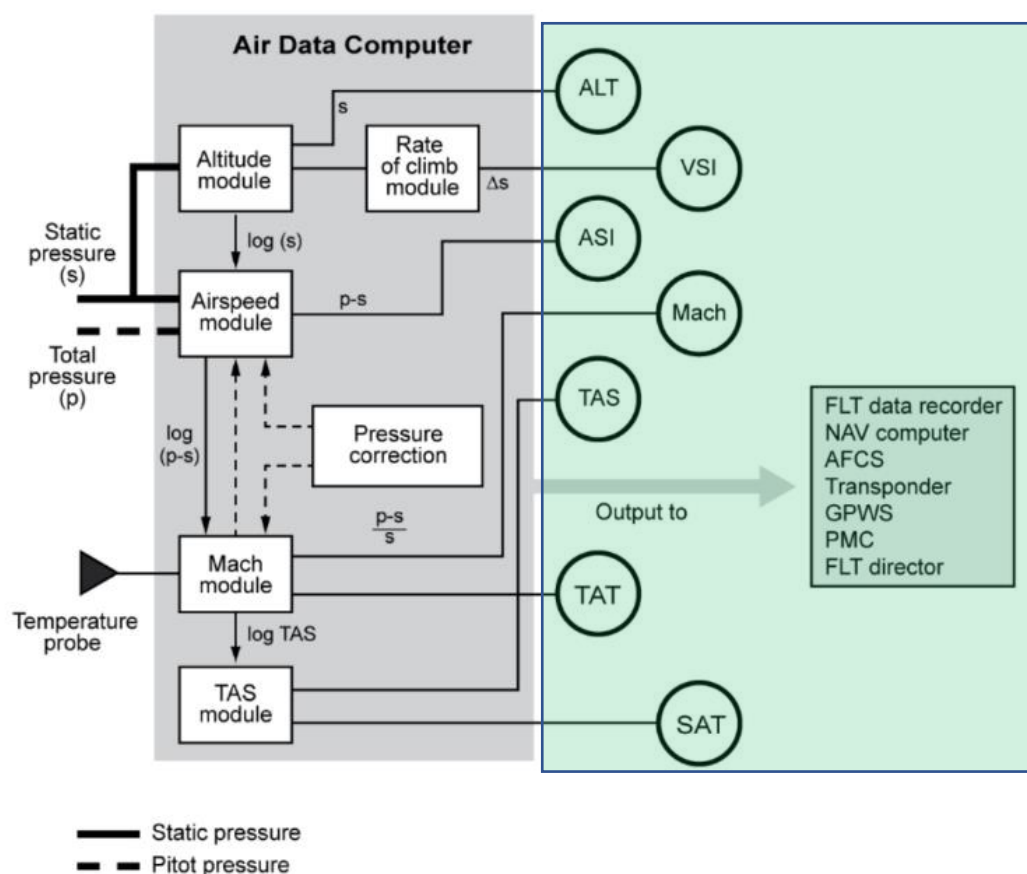 Air Data Computer
ALT
s
Altitude
module
Rate
of climb
module
Δs
VSI
Static
pressure
(s)
log (s)
ASI
Airspeed
module
p-s
Mach
Total
pressure
(p)
TAS
log
(p-s)
Pressure
correction
FLT data recorder
NAV computer
AFCS
Transponder
GPWS
PMC
FLT director
Output to
p-s
s
Mach
module
TAT
Temperature
probe
log TAS
TAS
module
SAT
Static pressure
Pitot pressure